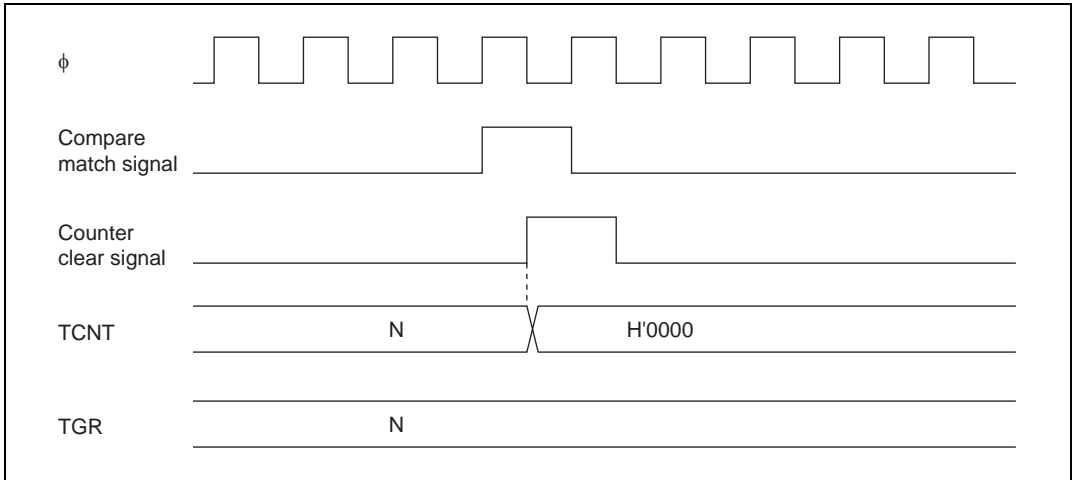 ϕ
Compare
match signal
Counter
clear signal
TCNT N H'0000
TGR N